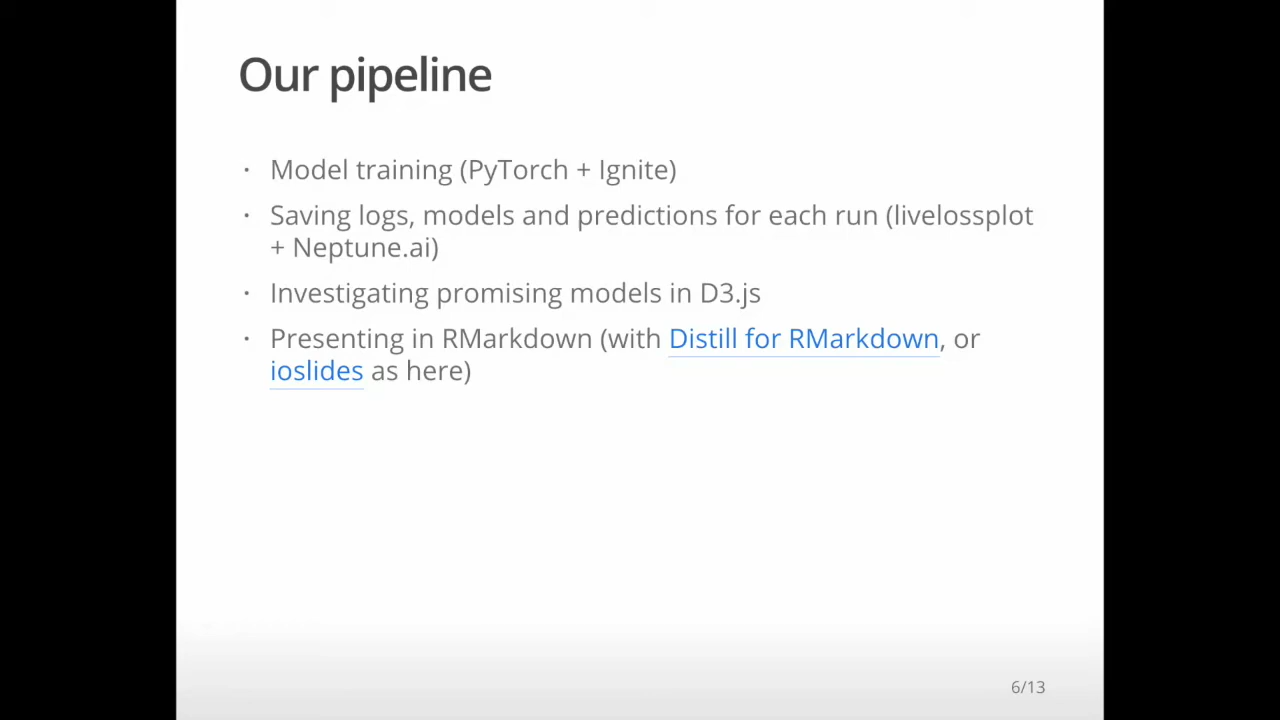 Our pipeline
· Model training (PyTorch + Ignite)
· Saving logs, models and predictions for each run (livelossplot
+ Neptune.ai)
· Investigating promising models in D3.js
· Presenting in RMarkdown (with Distill for RMarkdown, or
ioslides as here)
6/13